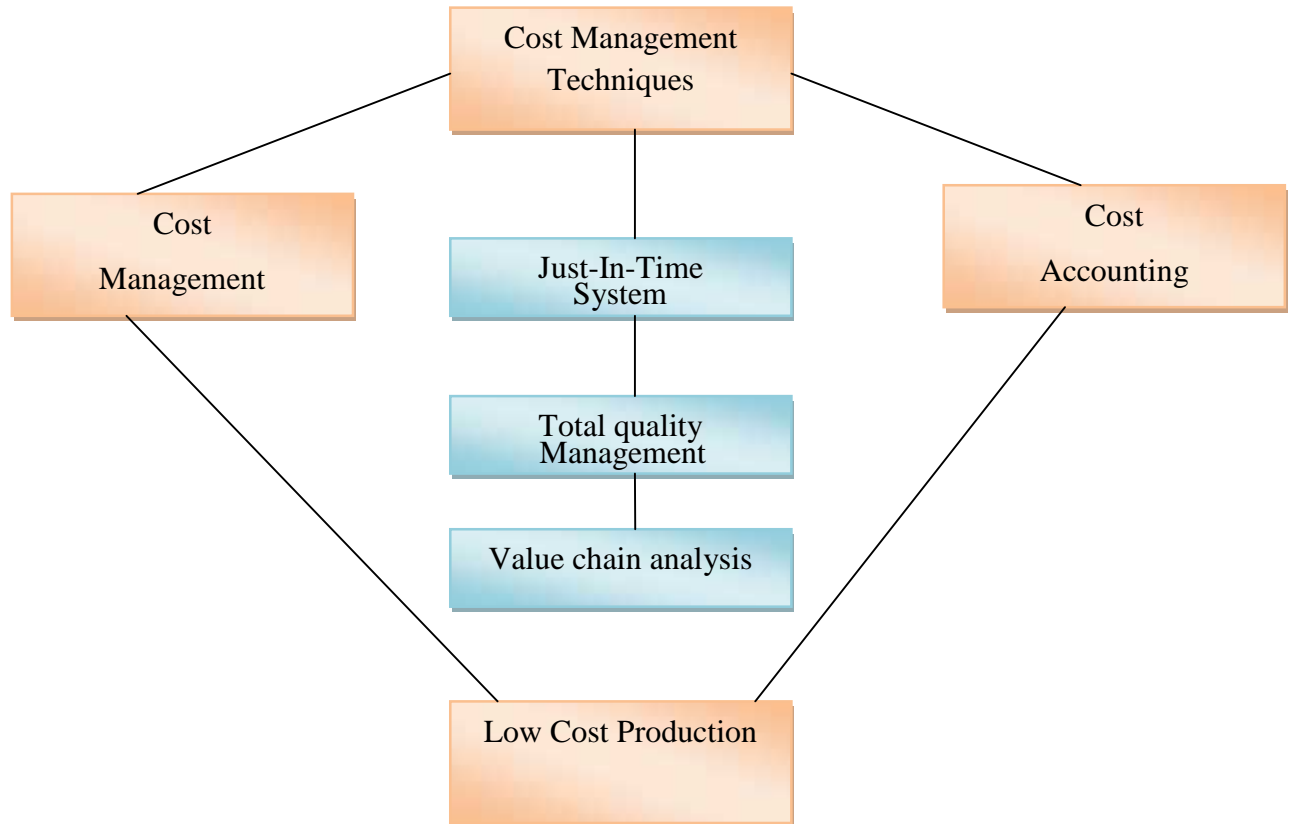 Cost Management
Techniques
Cost
Management
Cost
Accounting
Just-In-Time
System
Total quality
Management
Value chain analysis
Low Cost Production